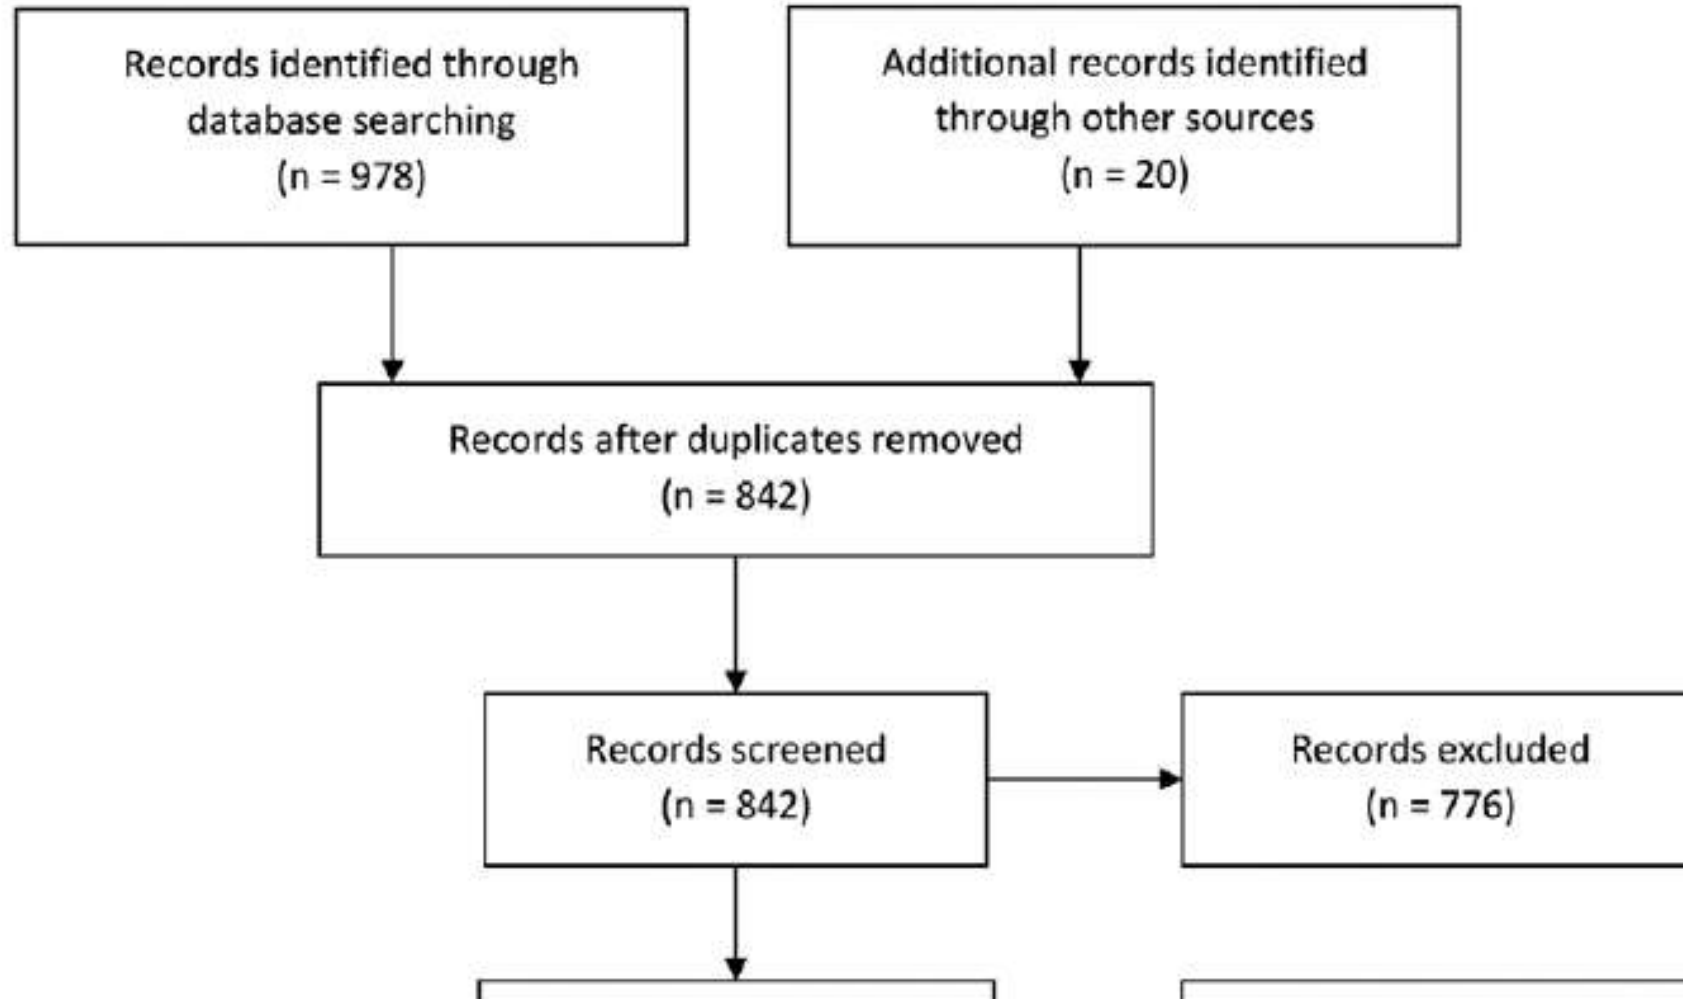 Records identified through
database searching
(n = 978)
Additional records identified
through other sources
(n = 20)
Records after duplicates removed
(n = 842)
Records screened
(n = 842)
Records excluded
(n = 776)